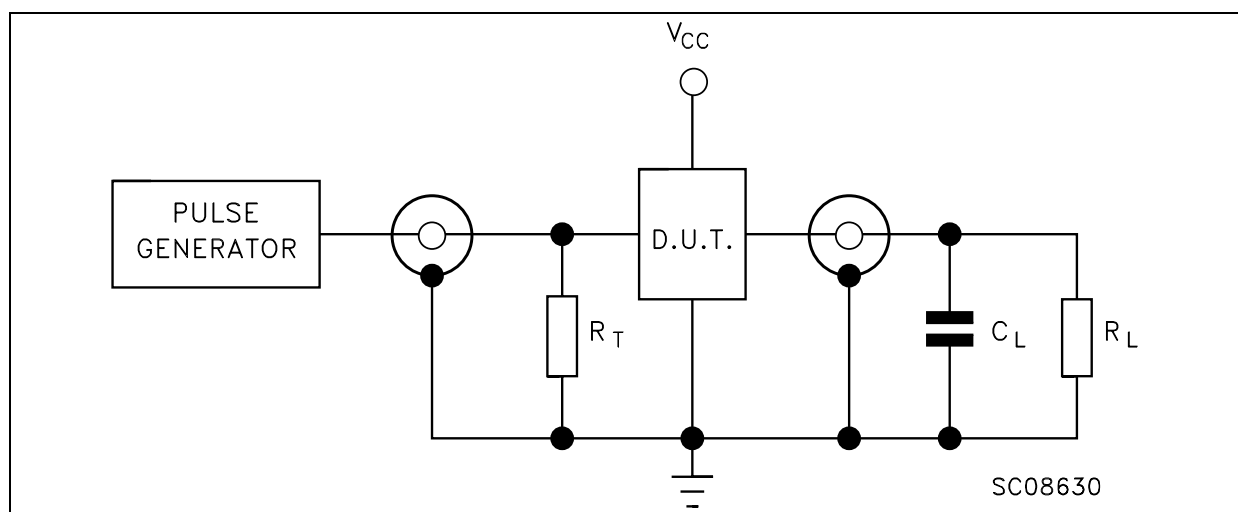 VCC
PULSE
GENERATOR
D.U.T.
RT
CL
RL
SC08630